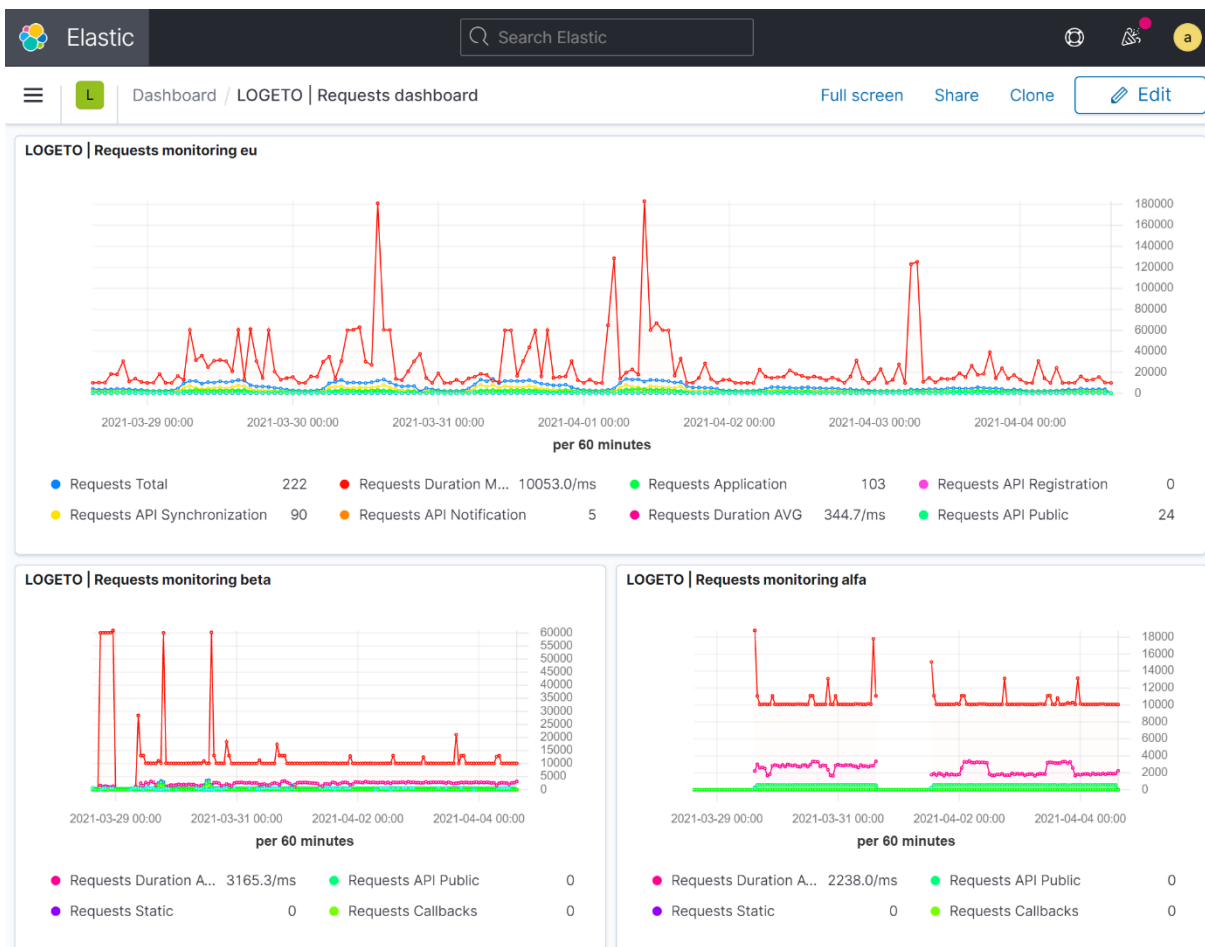 Elastic
Search Elastic
a
L
Dashboard / LOGETO | Requests dashboard
Full screen
Share
Clone
Edit
LOGETO | Requests monitoring eu
180000
160000
140000
120000
100000
80000
60000
40000
20000
0
2021-03-29 00:00 2021-03-30 00:00 2021-03-31 00:00 2021-04-01 00:00 2021-04-02 00:00 2021-04-03 00:00 2021-04-04 00:00
per 60 minutes
Requests Total 222 Requests Duration M... 10053.0/ms Requests Application 103 Requests API Registration 0
Requests API Synchronization 90 Requests API Notification 5 Requests Duration AVG 344.7/ms Requests API Public 24
LOGETO | Requests monitoring beta
60000
55000
50000
45000
40000
35000
30000
25000
20000
15000
10000
5000
0
2021-03-29 00:00 2021-03-31 00:00 2021-04-02 00:00 2021-04-04 00:00
per 60 minutes
Requests Duration A... 3165.3/ms Requests API Public 0
Requests Static 0 Requests Callbacks 0
LOGETO | Requests monitoring alfa
18000
16000
14000
12000
10000
8000
6000
4000
2000
0
2021-03-29 00:00 2021-03-31 00:00 2021-04-02 00:00 2021-04-04 00:00
per 60 minutes
Requests Duration A... 2238.0/ms Requests API Public 0
Requests Static 0 Requests Callbacks 0